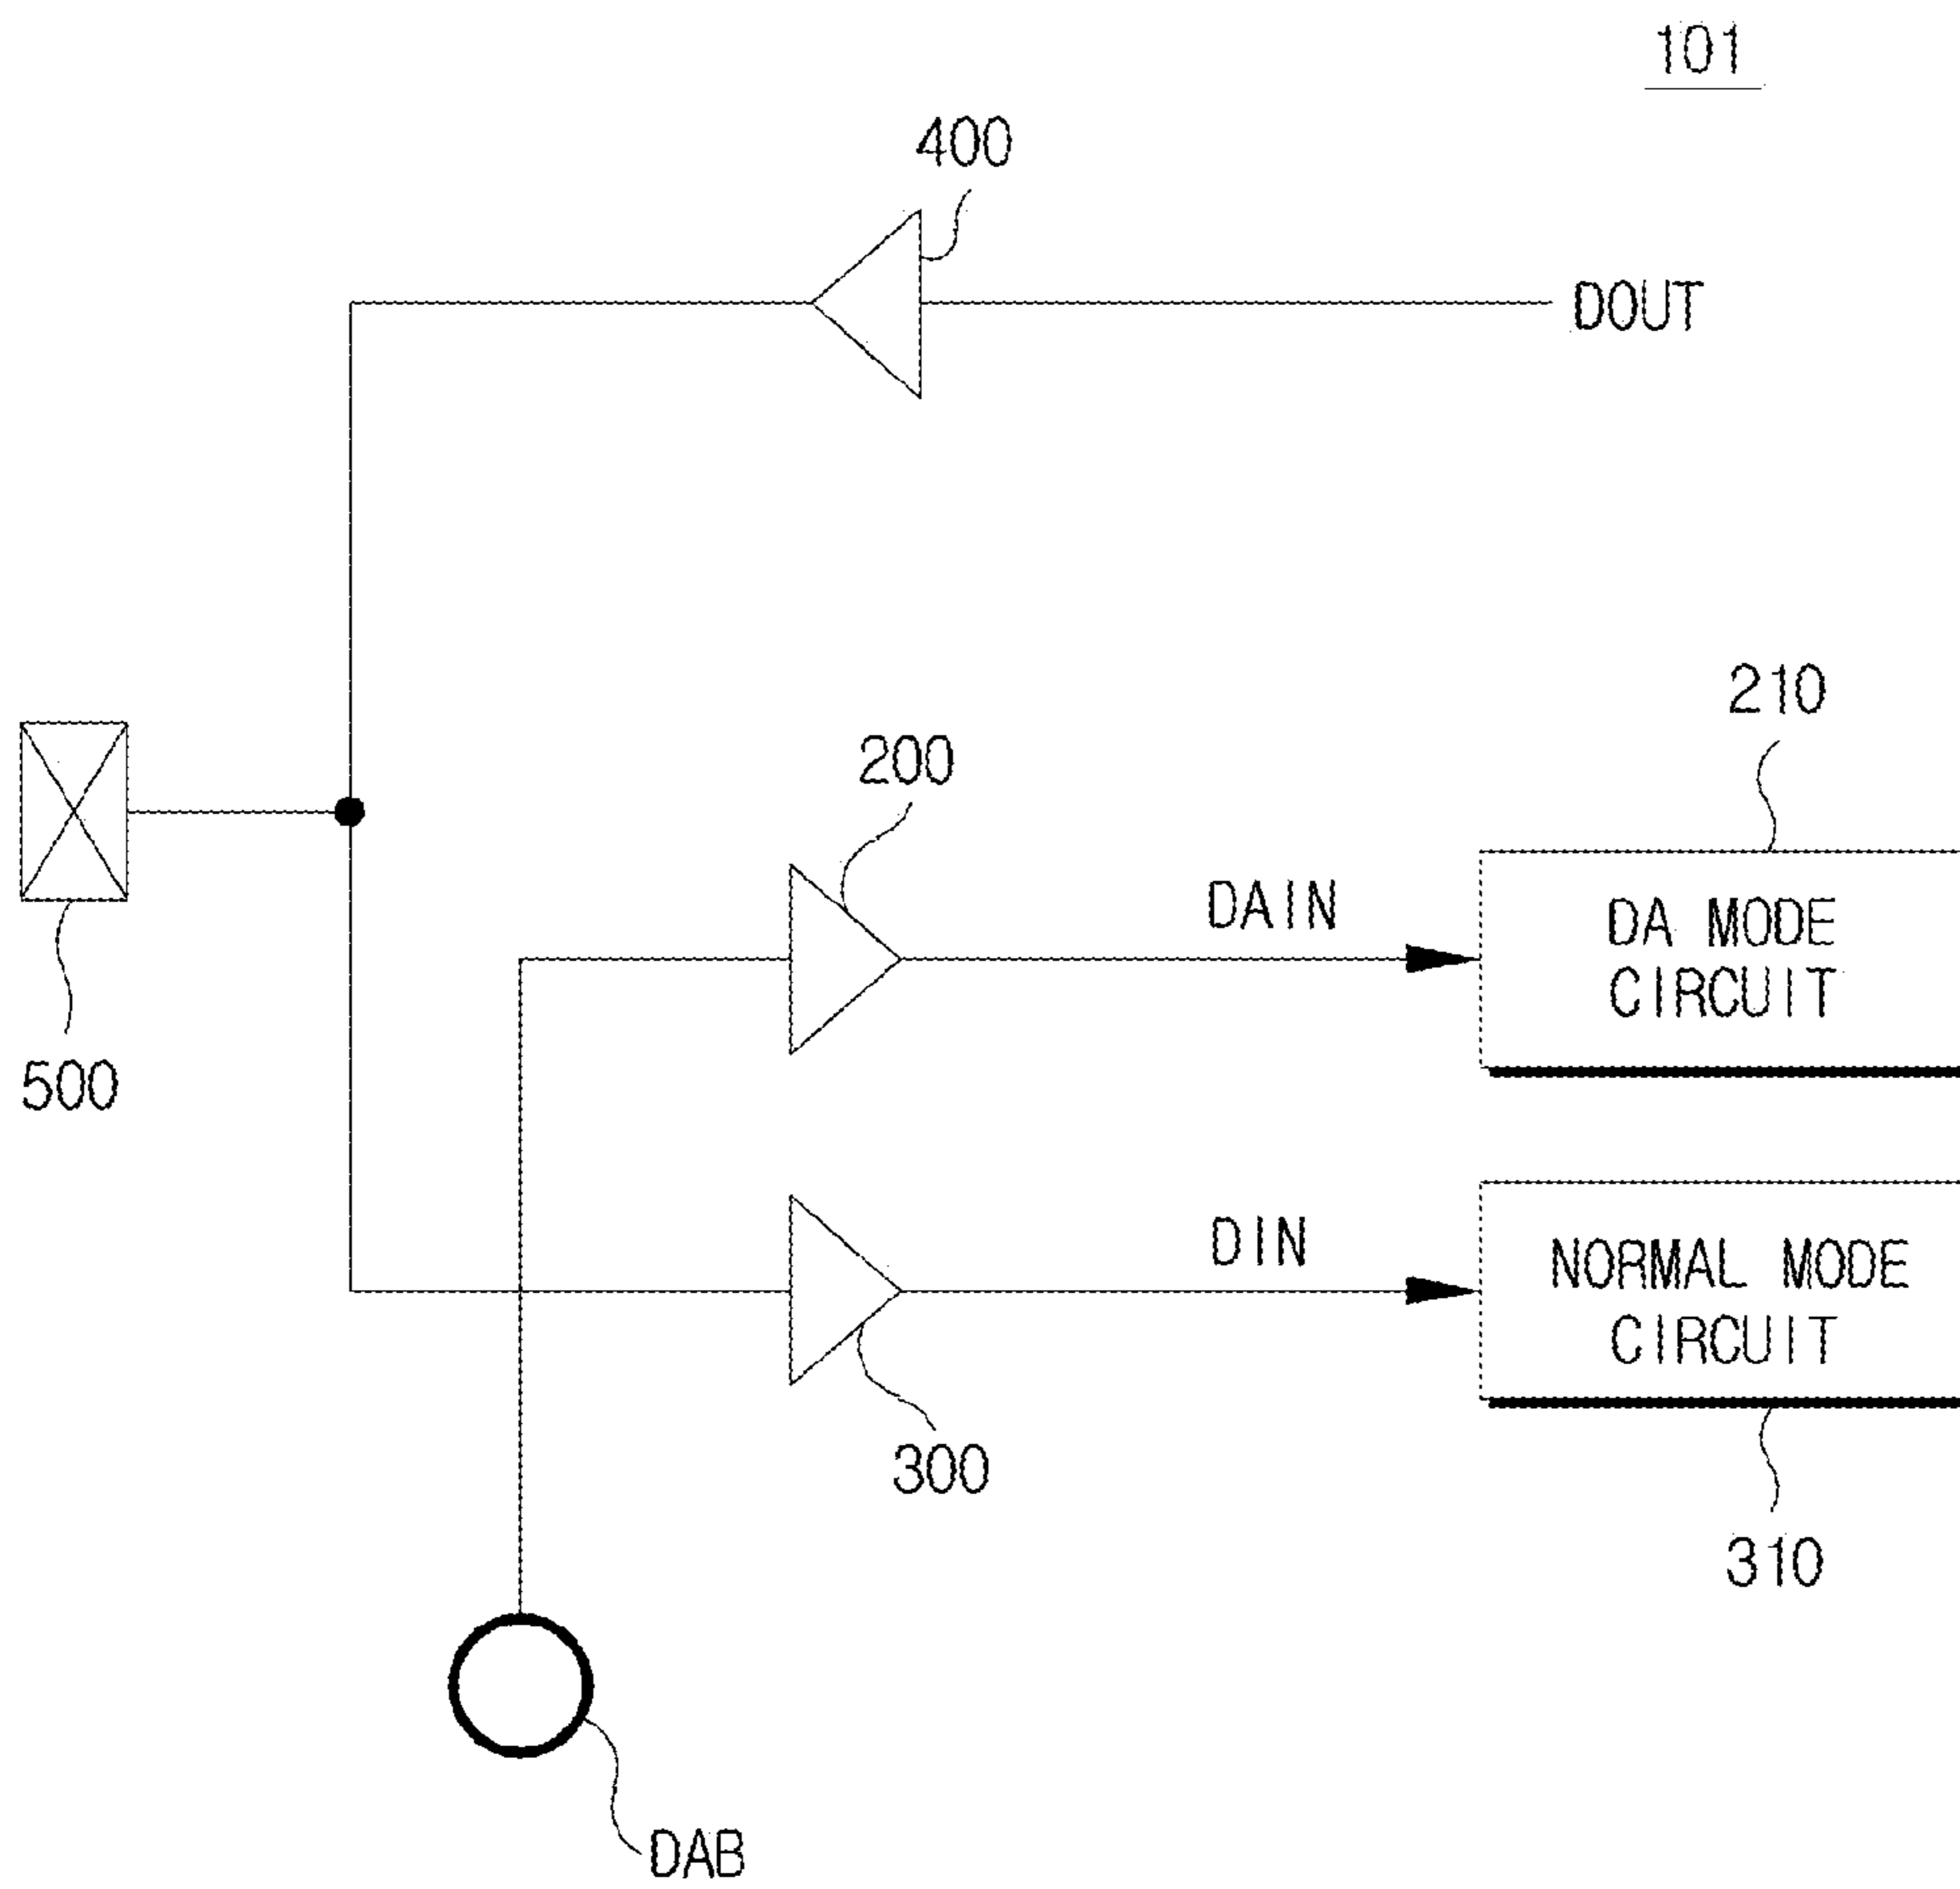 101
400
DOUT
210
200
DAIN
DA MODE
CIRCUIT
500
DIN
NORMAL MODE
CIRCUIT
300
310
DAB